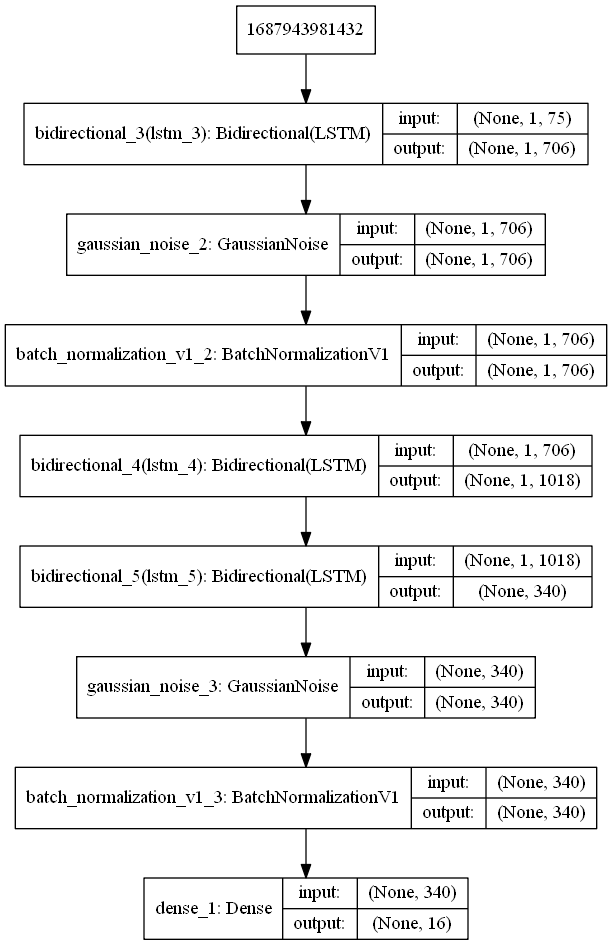 1687943981432
bidirectional_3(lstm_3): Bidirectional(LSTM)
input: (None, 1, 75)
output: (None, 1, 706)
gaussian_noise_2: GaussianNoise
input: (None, 1, 706)
output: (None, 1, 706)
batch_normalization_v1_2: BatchNormalizationV1
input: (None, 1, 706)
output: (None, 1, 706)
bidirectional_4(lstm_4): Bidirectional(LSTM)
input: (None, 1, 706)
output: (None, 1, 1018)
bidirectional_5(lstm_5): Bidirectional(LSTM)
input: (None, 1, 1018)
output: (None, 340)
gaussian_noise_3: GaussianNoise
input: (None, 340)
output: (None, 340)
batch_normalization_v1_3: BatchNormalizationV1
input: (None, 340)
output: (None, 340)
dense_1: Dense
input: (None, 340)
output: (None, 16)